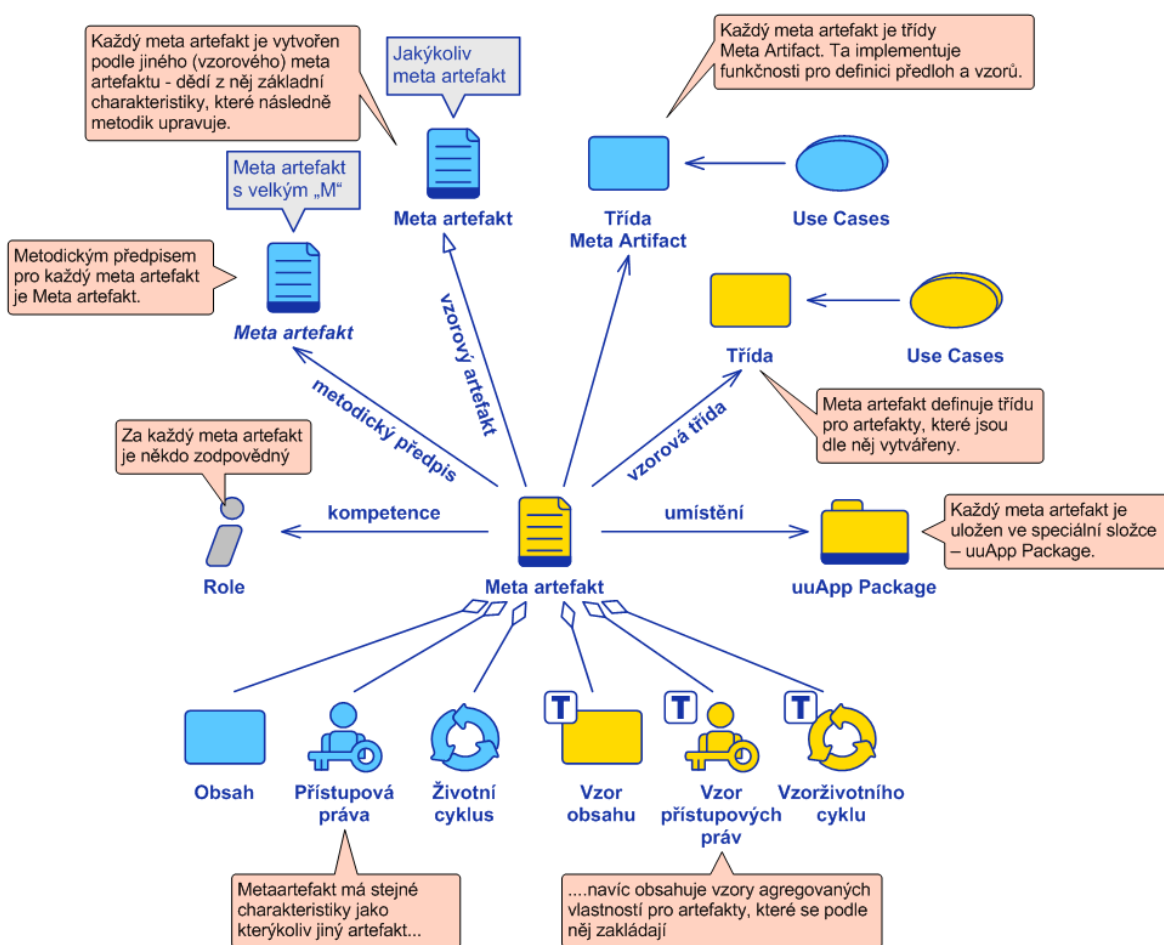 Každý meta artefakt je vytvořen
podle jiného (vzorového) meta
artefaktu - dědí z něj základní
charakteristiky, které následně
metodik upravuje.
Jakýkoliv
meta artefakt
Každý meta artefakt je třídy
Meta Artifact. Ta implementuje
funkčnosti pro definici předloh a vzorů.
Meta artefakt
s velkým „M“
Meta artefakt
Třída
Meta Artifact
Use Cases
Metodickým předpisem
pro každý meta artefakt
je Meta artefakt.
Meta artefakt
Třída
Use Cases
metodický předpis
vzorový artefakt
vzorová třída
Meta artefakt definuje třídu
pro artefakty, které jsou
dle něj vytvářeny.
Za každý meta artefakt
je někdo zodpovědný
kompetence
umístění
Každý meta artefakt je
uložen ve speciální složce
– uuApp Package.
Role
Meta artefakt
uuApp Package
T
T
T
Obsah
Přístupová
práva
Životní
cyklus
Vzor
obsahu
Vzor
přístupových
práv
Vzorživotního
cyklu
Metaartefakt má stejné
charakteristiky jako
kterýkoliv jiný artefakt...
....navíc obsahuje vzory agregovaných
vlastností pro artefakty, které se podle
něj zakládají